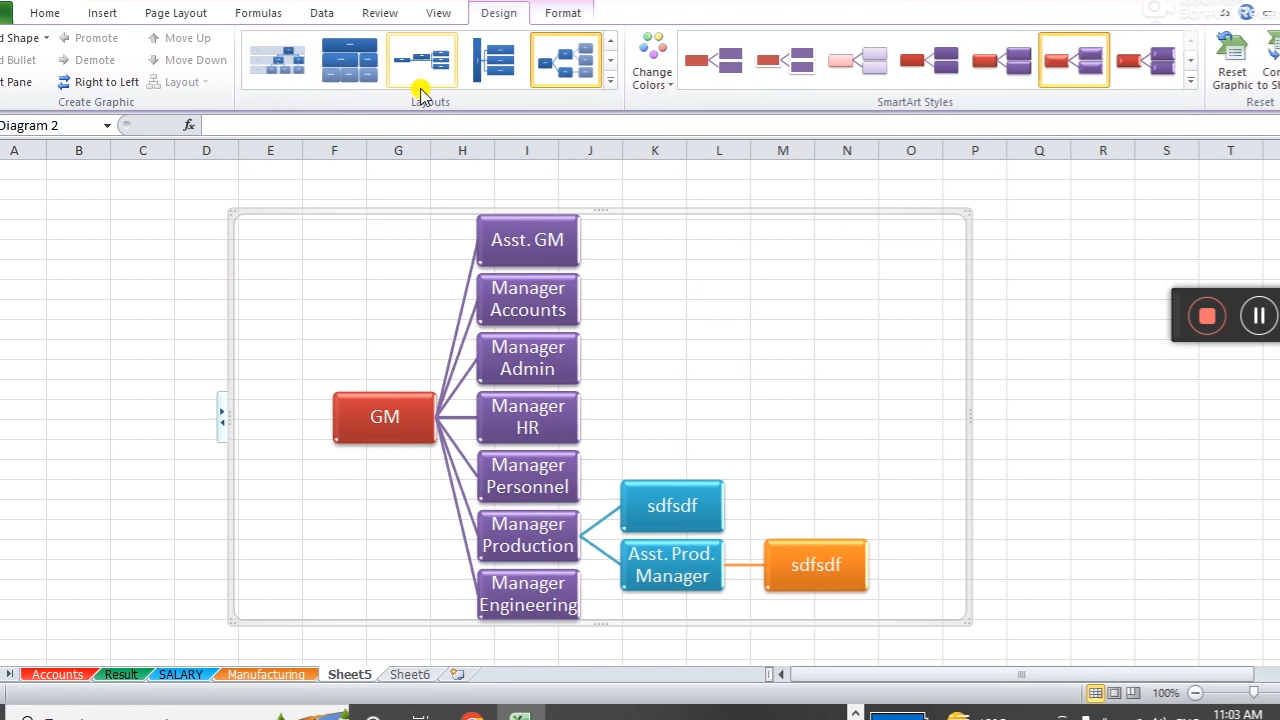 Home Insert Page Layout Formulas Data Review View Design Format
d Shape Promote Move Up
d Bullet Demote Move Down
t Pane Right to Left Layout
Change Colors
Reset Graphic
Create Graphic Layouts SmartArt Styles Reset
Diagram 2 fx
A B C D E F G H I J K L M N O P Q R S T
Asst. GM
Manager
Accounts
Manager
Admin
Manager
HR
GM
Manager
Personnel
Manager
Production
Manager
Engineering
sdfsdf
Asst. Prod.
Manager
sdfsdf
Accounts Result SALARY Manufacturing Sheet5 Sheet6
100%
11:03 AM